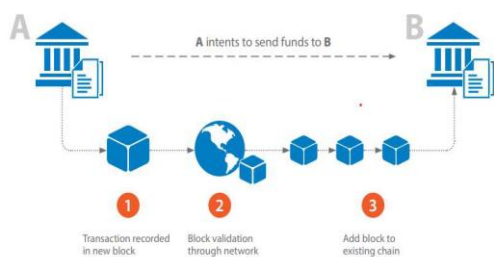 A
B
A intents to send funds to B
1
2
3
Transaction recorded
in new block
Block validation
through network
Add block to
existing chain